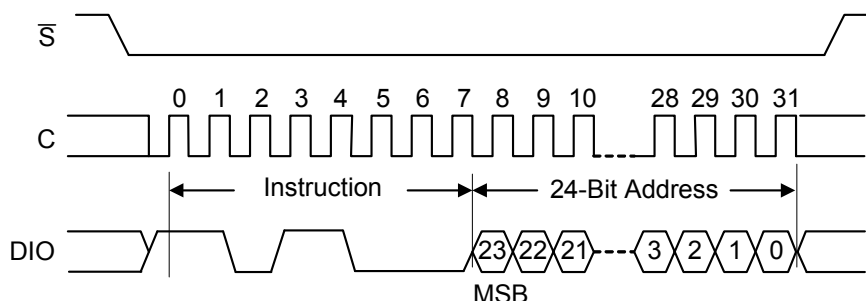 S
0 1 2 3 4 5 6 7 8 9 10 28 29 30 31
C
Instruction 24-Bit Address
DIO 23 22 21 3 2 1 0
MSB